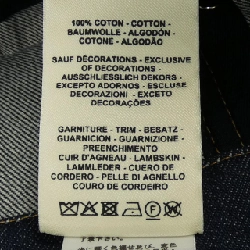 100% COTON - COTTON
BAUMWOLLE - ALGODÓN
COTONE - ALGODÃO
SAUF DÉCORATIONS - EXCLUSIVE
OF DECORATIONS -
AUSSCHLIESSLICH DEKORS
EXCEPTO ADORNOS - ESCLUSE
DECORAZIONI - EXCETO
DECORAÇÕES
GARNITURE - TRIM - BESATZ -
GUARNICIÓN - GUARNIZIONE
PREENCHIMENTO
CUIR D'AGNEAU - LAMBSKIN -
LAMMLEDER - CUERO DE
CORDERO - PELLE DI AGNELLO
COURO DE CORDEIRO